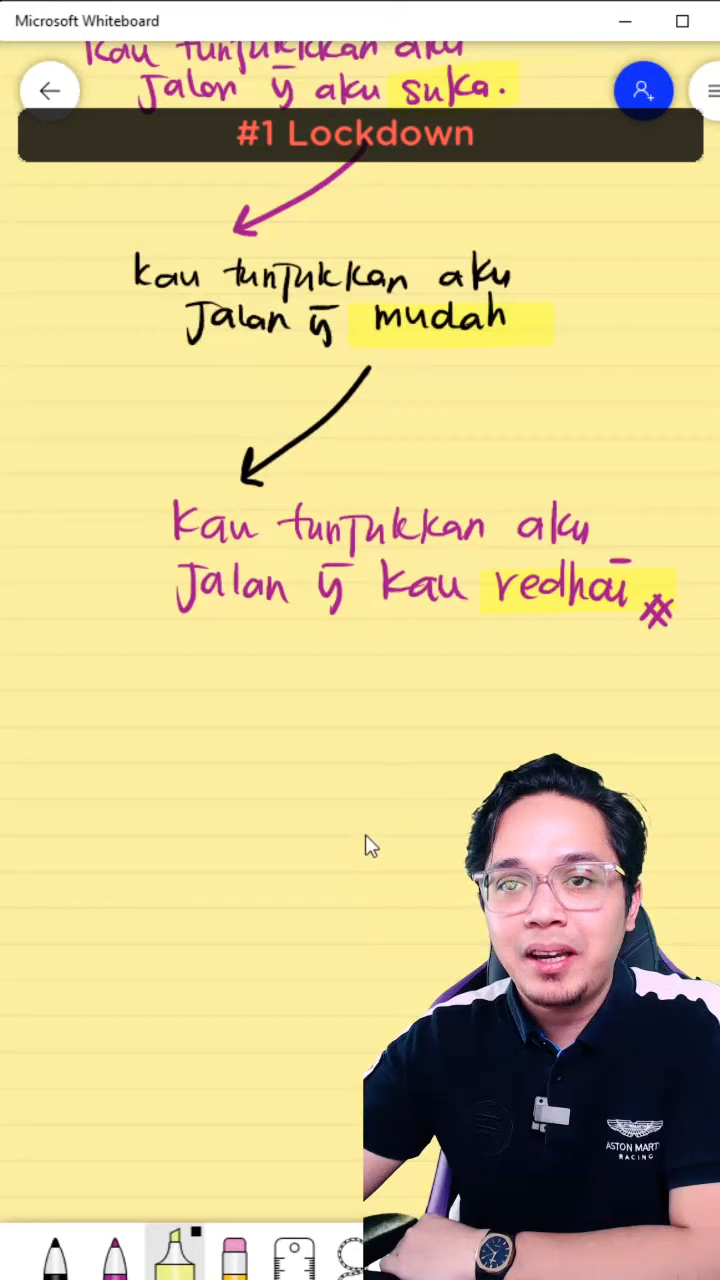 Microsoft Whiteboard
Kau tunjukkan aku
Jalan ȳ aku suka.
#1 Lockdown
Kau tunjukkan aku
Jalan ȳ mudah
Kau tunjukkan aku
Jalan ȳ kau redhai
#
ASTON MART
RACING